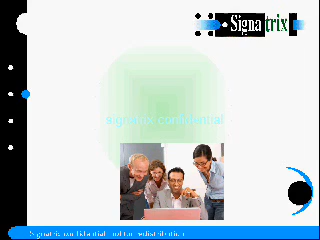 Signatrix
signatrix confidential
Signatrix confidential not for redistribution